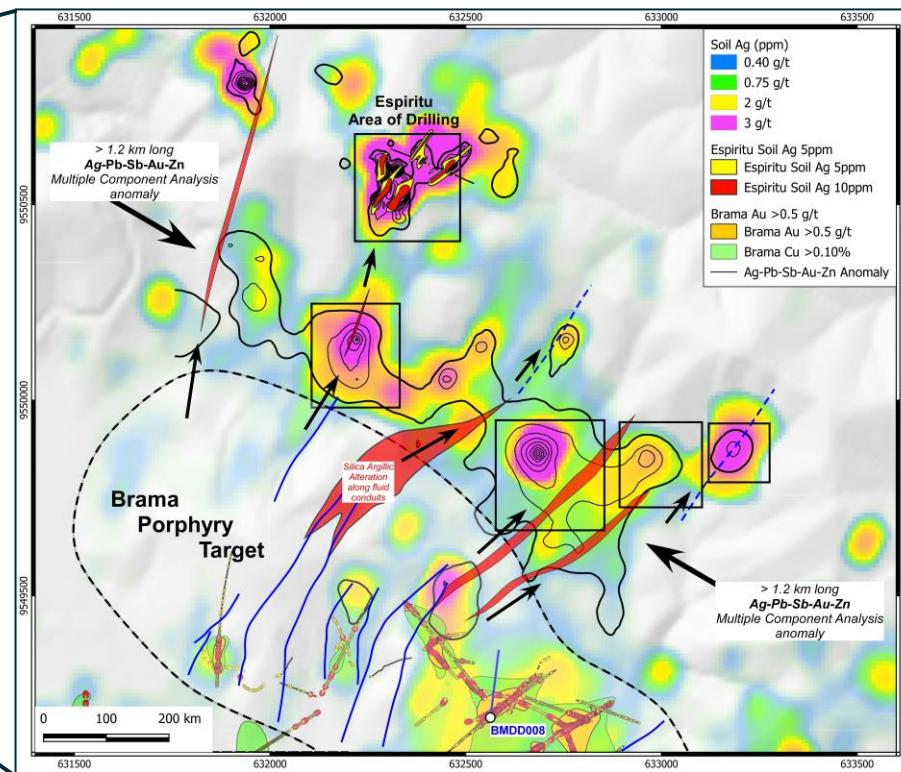 631500
632000
632500
633000
633500
Soil Ag (ppm)
0.40 g/t
0.75 g/t
2 g/t
3 g/t
Espiritu Soil Ag 5ppm
Espiritu Soil Ag 5ppm
Espiritu Soil Ag 10ppm
Brama Au >0.5 g/t
Brama Au >0.5 g/t
Brama Cu >0.10%
Ag-Pb-Sb-Au-Zn Anomaly
Espiritu
Area of Drilling
> 1.2 km long
Ag-Pb-Sb-Au-Zn
Multiple Component Analysis
anomaly
9550500
9550000
9549500
Silica Argillic
Alteration
along fluid
conduits
Brama
Porphyry
Target
> 1.2 km long
Ag-Pb-Sb-Au-Zn
Multiple Component Analysis
anomaly
BMDD008
0 100 200 km
631500
632000
632500
633000
633500